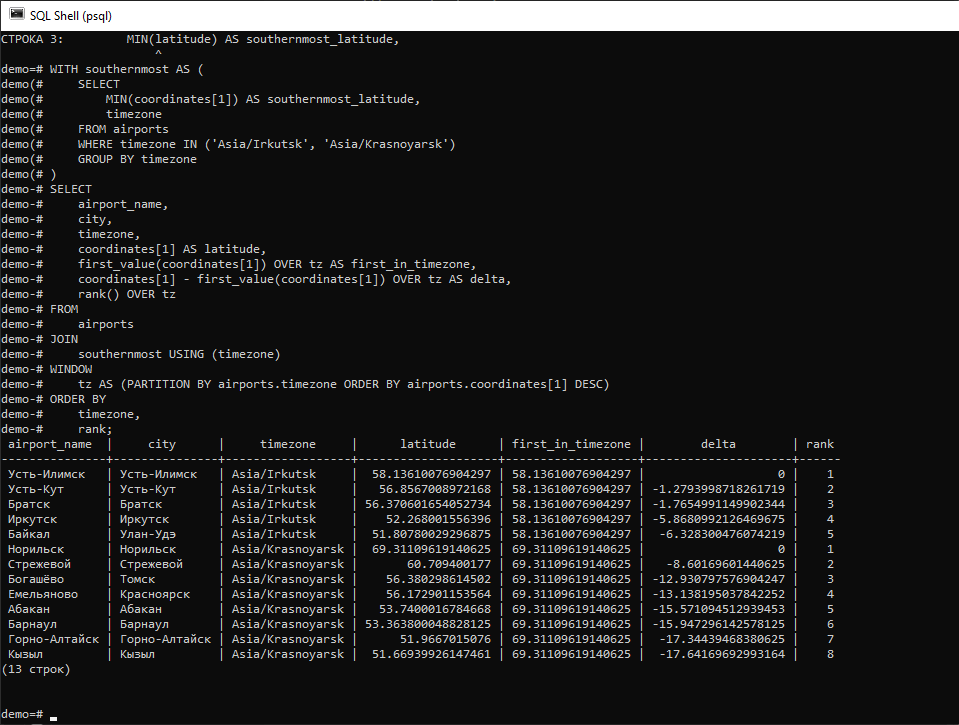 SQL Shell (psql)
СТРОКА 3:         MIN(latitude) AS southernmost_latitude,
                      ^
demo=# WITH southernmost AS (
demo(#     SELECT
demo(#         MIN(coordinates[1]) AS southernmost_latitude,
demo(#         timezone
demo(#     FROM airports
demo(#     WHERE timezone IN ('Asia/Irkutsk', 'Asia/Krasnoyarsk')
demo(#     GROUP BY timezone
demo(# )
demo-# SELECT
demo-#     airport_name,
demo-#     city,
demo-#     timezone,
demo-#     coordinates[1] AS latitude,
demo-#     first_value(coordinates[1]) OVER tz AS first_in_timezone,
demo-#     coordinates[1] - first_value(coordinates[1]) OVER tz AS delta,
demo-#     rank() OVER tz
demo-# FROM
demo-#     airports
demo-# JOIN
demo-#     southernmost USING (timezone)
demo-# WINDOW
demo-#     tz AS (PARTITION BY airports.timezone ORDER BY airports.coordinates[1] DESC)
demo-# ORDER BY
demo-#     timezone,
demo-#     rank;
 airport_name  |     city      |     timezone     |      latitude      | first_in_timezone |        delta        | rank
---------------+---------------+------------------+--------------------+-------------------+---------------------+------
 Усть-Илимск   | Усть-Илимск   | Asia/Irkutsk     |  58.13610076904297 | 58.13610076904297 |                   0 |    1
 Усть-Кут      | Усть-Кут      | Asia/Irkutsk     |   56.8567008972168 | 58.13610076904297 | -1.2793998718261719 |    2
 Братск        | Братск        | Asia/Irkutsk     | 56.370601654052734 | 58.13610076904297 | -1.7654991149902344 |    3
 Иркутск       | Иркутск       | Asia/Irkutsk     |    52.268001556396 | 58.13610076904297 | -5.8680992126469675 |    4
 Байкал        | Улан-Удэ      | Asia/Irkutsk     |  51.80780029296875 | 58.13610076904297 |  -6.328300476074219 |    5
 Норильск      | Норильск      | Asia/Krasnoyarsk |  69.31109619140625 | 69.31109619140625 |                   0 |    1
 Стрежевой     | Стрежевой     | Asia/Krasnoyarsk |       60.709400177 | 69.31109619140625 |   -8.60169601440625 |    2
 Богашёво      | Томск         | Asia/Krasnoyarsk |    56.380298614502 | 69.31109619140625 | -12.930797576904247 |    3
 Емельяново    | Красноярск    | Asia/Krasnoyarsk |    56.172901153564 | 69.31109619140625 | -13.138195037842252 |    4
 Абакан        | Абакан        | Asia/Krasnoyarsk |   53.7400016784668 | 69.31109619140625 | -15.571094512939453 |    5
 Барнаул       | Барнаул       | Asia/Krasnoyarsk | 53.363800048828125 | 69.31109619140625 | -15.947296142578125 |    6
 Горно-Алтайск | Горно-Алтайск | Asia/Krasnoyarsk |      51.9667015076 | 69.31109619140625 |  -17.34439468380625 |    7
 Кызыл         | Кызыл         | Asia/Krasnoyarsk |  51.66939926147461 | 69.31109619140625 |  -17.64169692993164 |    8
(13 строк)
demo=#